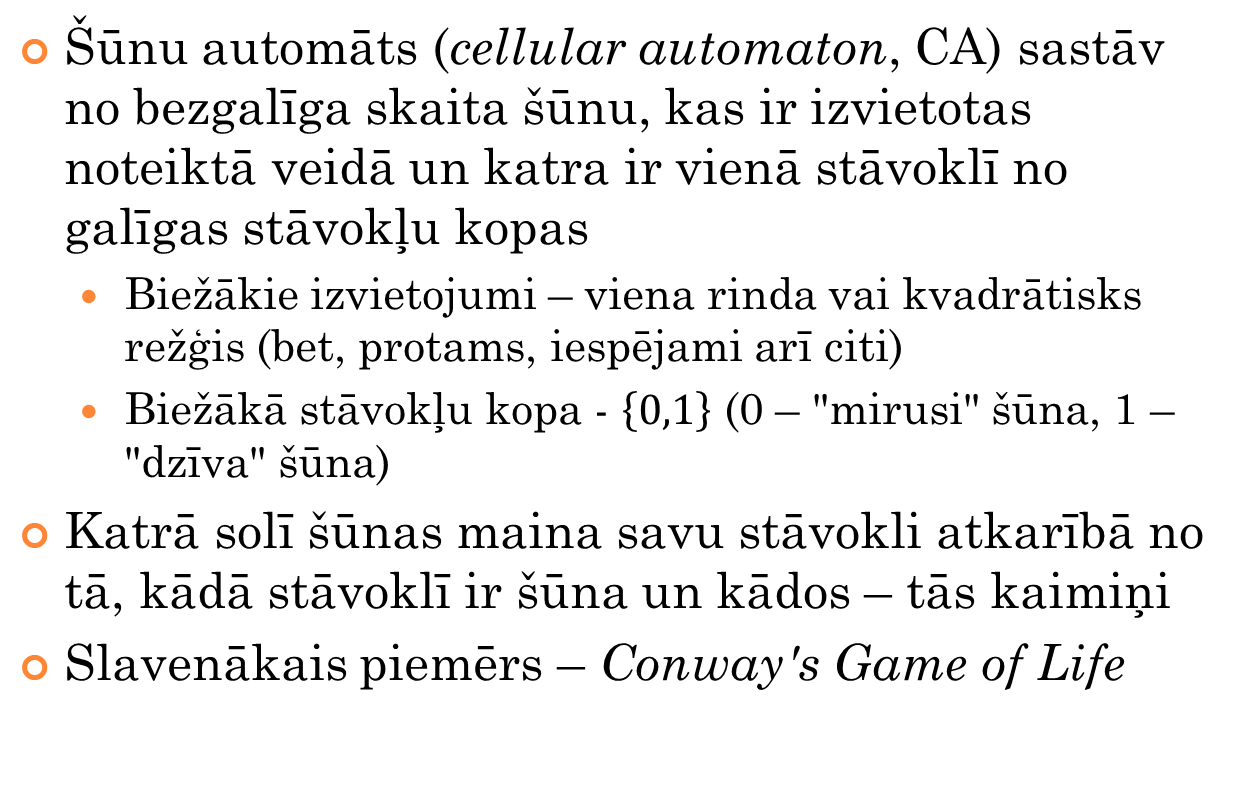 Šūnu automāts (cellular automaton, CA) sastāv
no bezgalīga skaita šūnu, kas ir izvietotas
noteiktā veidā un katra ir vienā stāvoklī no
galīgas stāvokļu kopas
Biežākie izvietojumi – viena rinda vai kvadrātisks
režģis (bet, protams, iespējami arī citi)
Biežākā stāvokļu kopa - {0,1} (0 – "mirusi" šūna, 1 –
"dzīva" šūna)
Katrā solī šūnas maina savu stāvokli atkarībā no
tā, kādā stāvoklī ir šūna un kādos – tās kaimiņi
Slavenākais piemērs – Conway's Game of Life